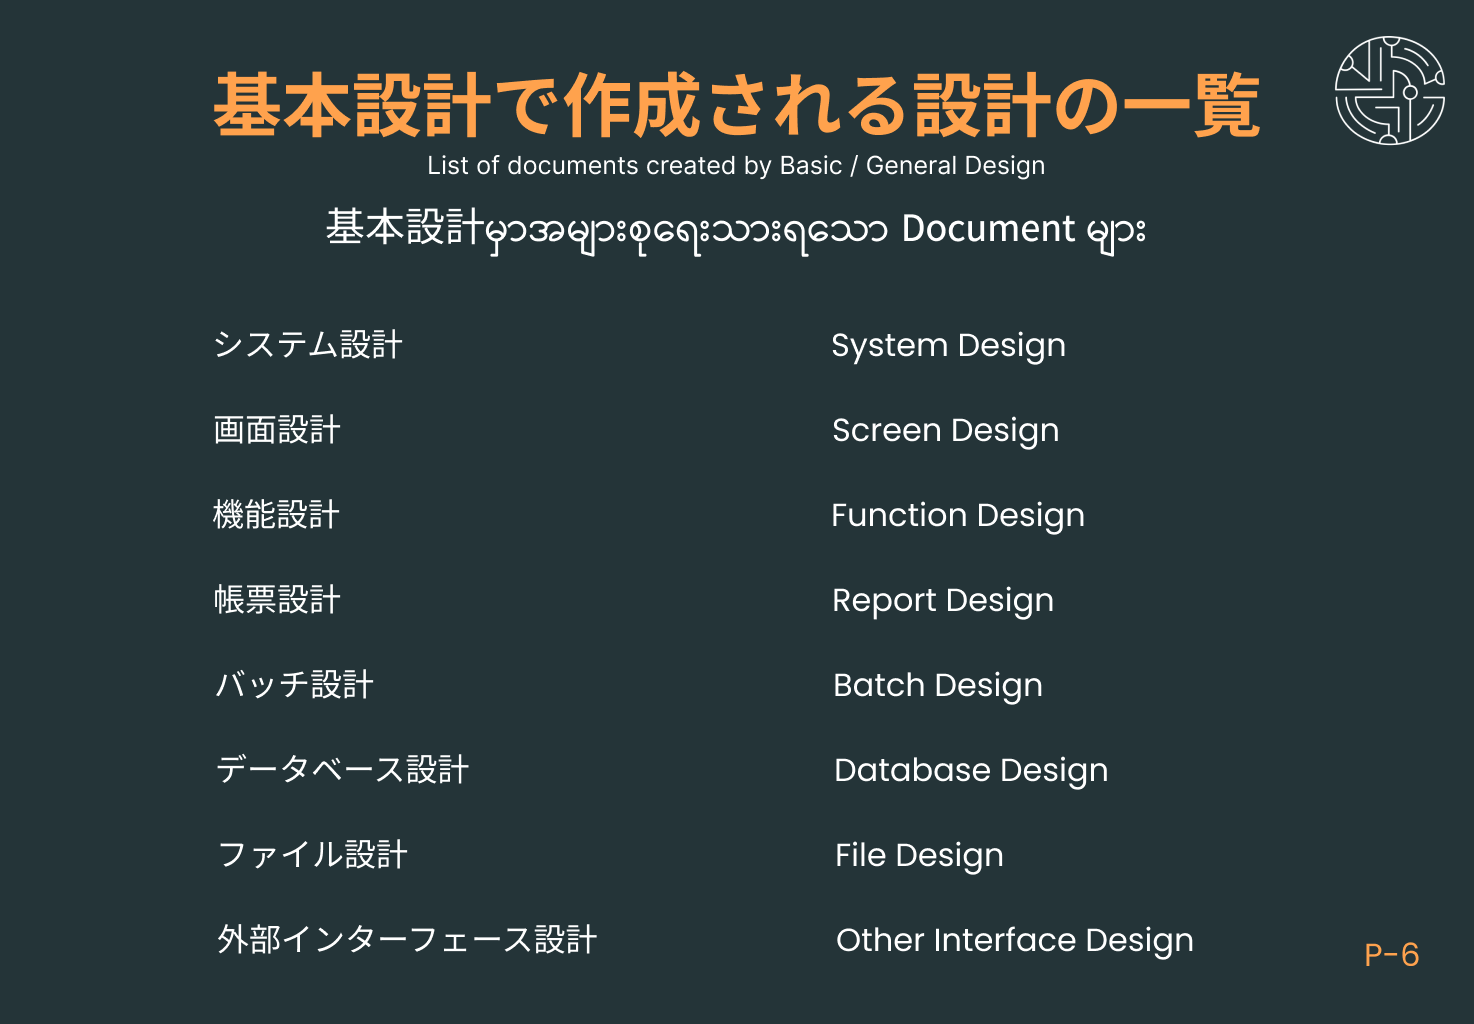 基本設計で作成される設計の一覧
List of documents created by Basic / General Design
基本設計မှာအများစုရေးသားရသော Document များ
システム設計 System Design
画面設計 Screen Design
機能設計 Function Design
帳票設計 Report Design
バッチ設計 Batch Design
データベース設計 Database Design
ファイル設計 File Design
外部インターフェース設計 Other Interface Design
P-6